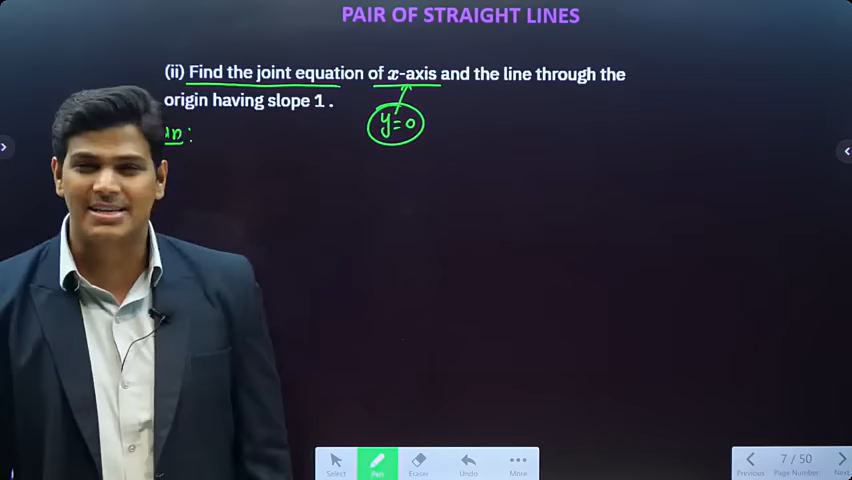 PAIR OF STRAIGHT LINES
(ii) Find the joint equation of x-axis and the line through the
origin having slope 1 .
y=0
Select
Pen
Eraser
Undo
More
Previous
7 / 50
Page Number
Next